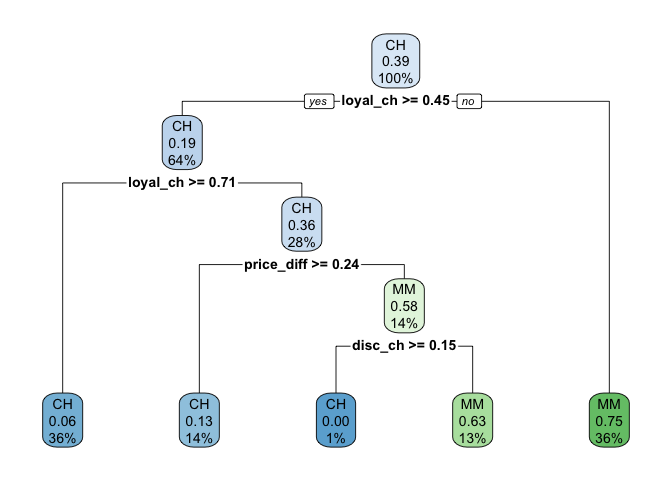 CH
0.39
100%
yes loyal_ch >= 0.45 no
CH
0.19
64%
loyal_ch >= 0.71
CH
0.36
28%
price_diff >= 0.24
MM
0.58
14%
disc_ch >= 0.15
CH
0.06
36%
CH
0.13
14%
CH
0.00
1%
MM
0.63
13%
MM
0.75
36%